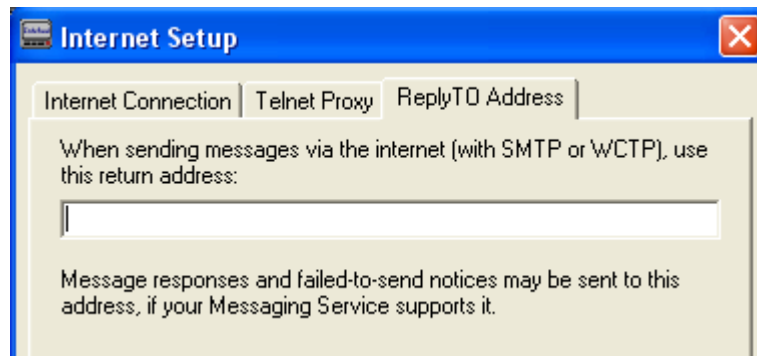 Internet Setup
Internet Connection Telnet Proxy ReplyTO Address
When sending messages via the internet (with SMTP or WCTP), use
this return address:
Message responses and failed-to-send notices may be sent to this
address, if your Messaging Service supports it.